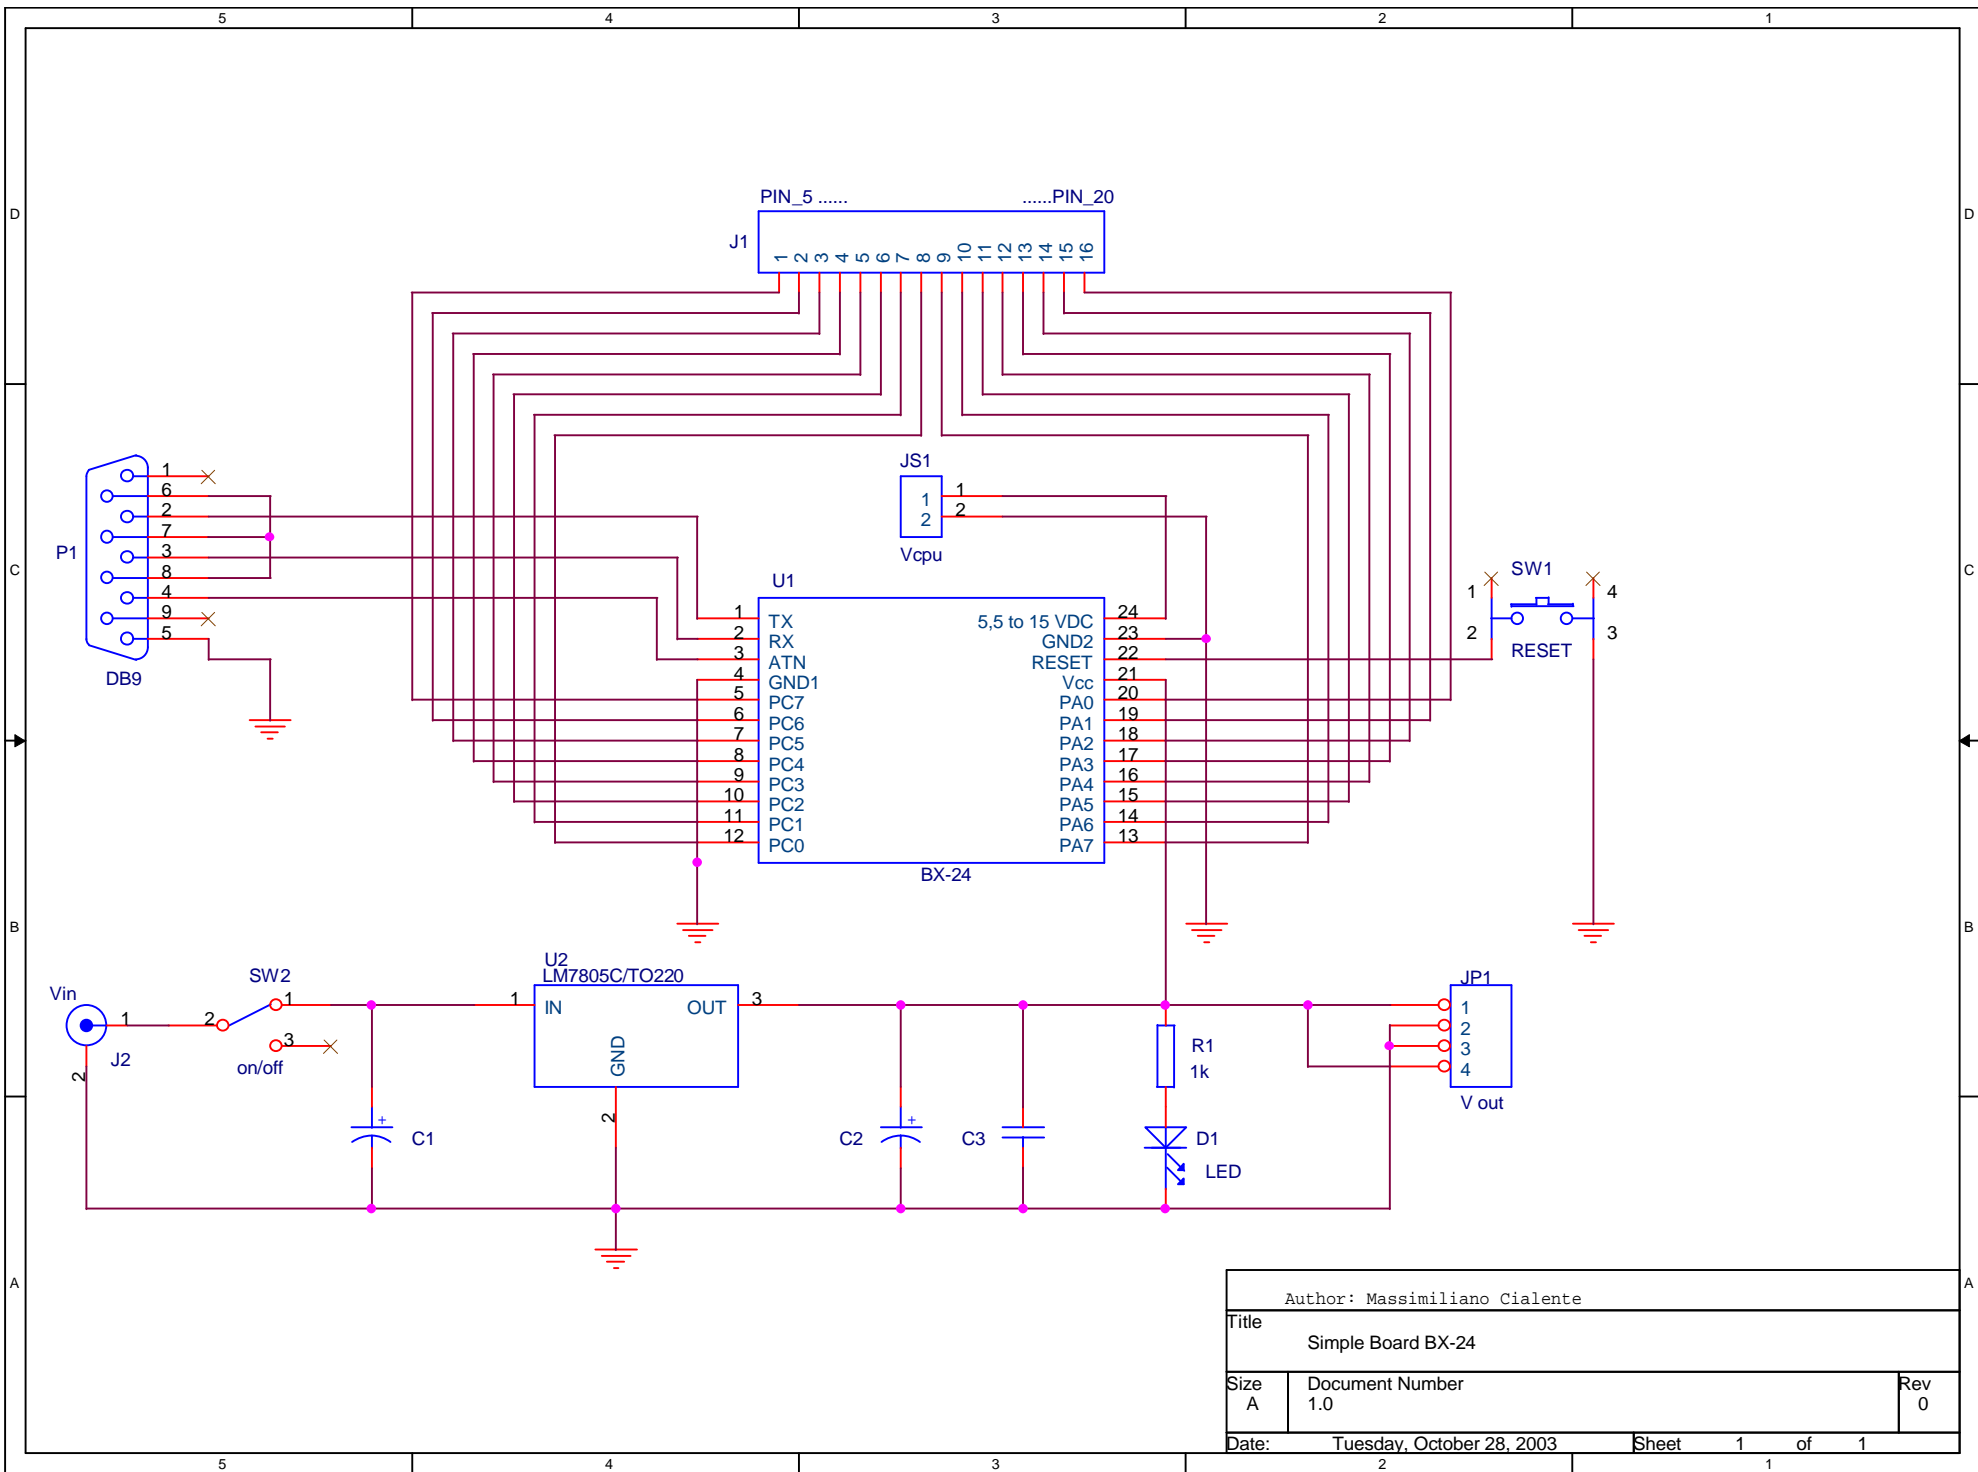 5 4 3 2 1
D D
C C
B B
A A
PIN_5 ...... ......PIN_20
J1
1 2 3 4 5 6 7 8 9 10 11 12 13 14 15 16
JS1
1 1
2 2
Vcpu
P1
1
6
2
7
3
8
4
9
5
DB9
U1
1 TX 5,5 to 15 VDC 24
2 RX GND2 23
3 ATN RESET 22
4 GND1 Vcc 21
5 PC7 PA0 20
6 PC6 PA1 19
7 PC5 PA2 18
8 PC4 PA3 17
9 PC3 PA4 16
10 PC2 PA5 15
11 PC1 PA6 14
12 PC0 PA7 13
BX-24
SW1
1 4
2 3
RESET
Vin
1
J2
2
SW2
2 1
3
on/off
U2
LM7805C/TO220
1 IN OUT 3
GND
2
+ C1
+ C2
C3
R1
1k
D1
LED
JP1
1
2
3
4
V out
Author: Massimiliano Cialente
Title
Simple Board BX-24
Size Document Number Rev
A 1.0 0
Date: Tuesday, October 28, 2003 Sheet 1 of 1
5 4 3 2 1